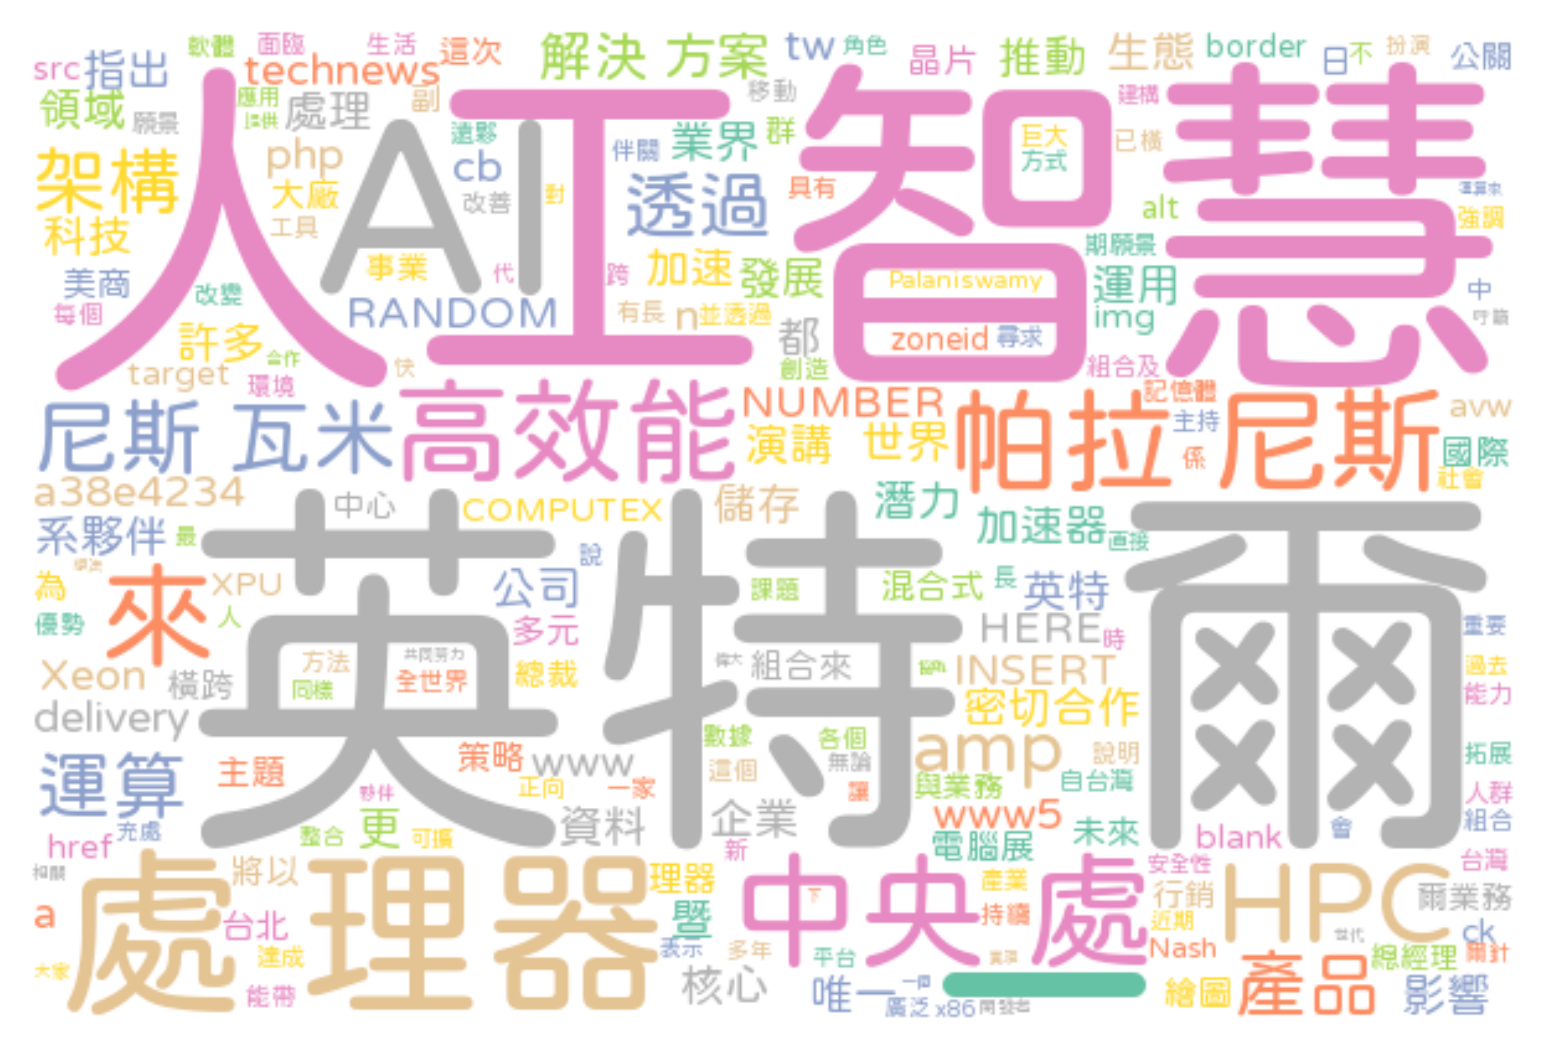 src 指出 軟體 面臨 生活 這次 解決 方案 tw 角色 晶片 推動 生態 border 日 不 扮演 公關
領域 願景 應用 提供 處理 technews 副 移動 建構
人工智慧
AI
架構 php 大廠 cb 遠夥 改善 對 伴關 業界 群 透過 具有 巨大 方式 已橫 alt 強調
科技 工具 事業 代 跨 加速 發展 Palaniswamy 期願景 運用 中
美商 改變 每個 RANDOM 有長 n 並透過 都 zoneid 尋求 img 呼籲
許多 合作 target 環境 快 創造 組合及
尼斯 瓦米 高效能 NUMBER 演講 世界 帕拉 尼斯 記憶體 主持 係 avw 國際 社會
a38e4234 中心 COMPUTEX 儲存 潛力 加速器 直接
系夥伴 最 說
英特爾
為 來 XPU 公司 課題 混合式 長 英特
優勢 人 多元 HERE 時 重要
Xeon 橫跨 方法 同樣 共同努力 全世界 總裁 偉大 組合來 INSERT 過去
delivery 密切合作 能力
運算 主題 策略 www 數據 各個 amp 說明 拓展
正向 一家 這個 無論 讓 與業務 自台灣 人群
href 充處 夥伴 整合 更 可擴 資料 企業 www5 電腦展 未來 blank 會 組合
相關 將以 新 安全性 台灣
處理器 理器 中央處 下 產業 HPC
a 台北 暨 持續 行銷 近期 爾業務
大家 達成 表示 多年 平台 Nash 世代 ck 總經理 爾針
能帶 核心 唯一 一個 一 繪圖 產品 影響
廣泛 x86 開發者